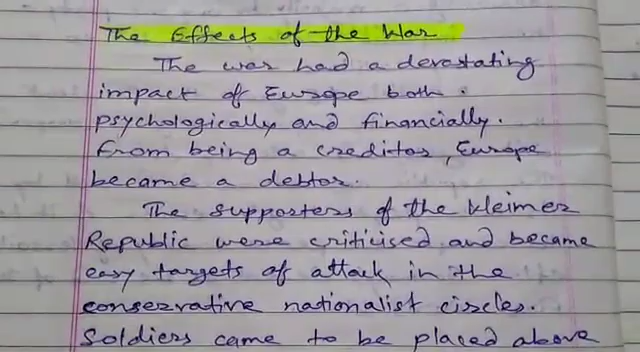 The Effects of the War
The war had a devastating
impact of Europe both
psychologically and financially.
From being a creditor, Europe
became a debtor.
The supporters of the Weimer
Republic were criticised and became
easy targets of attack in the
conservative nationalist circles.
Soldiers came to be placed above